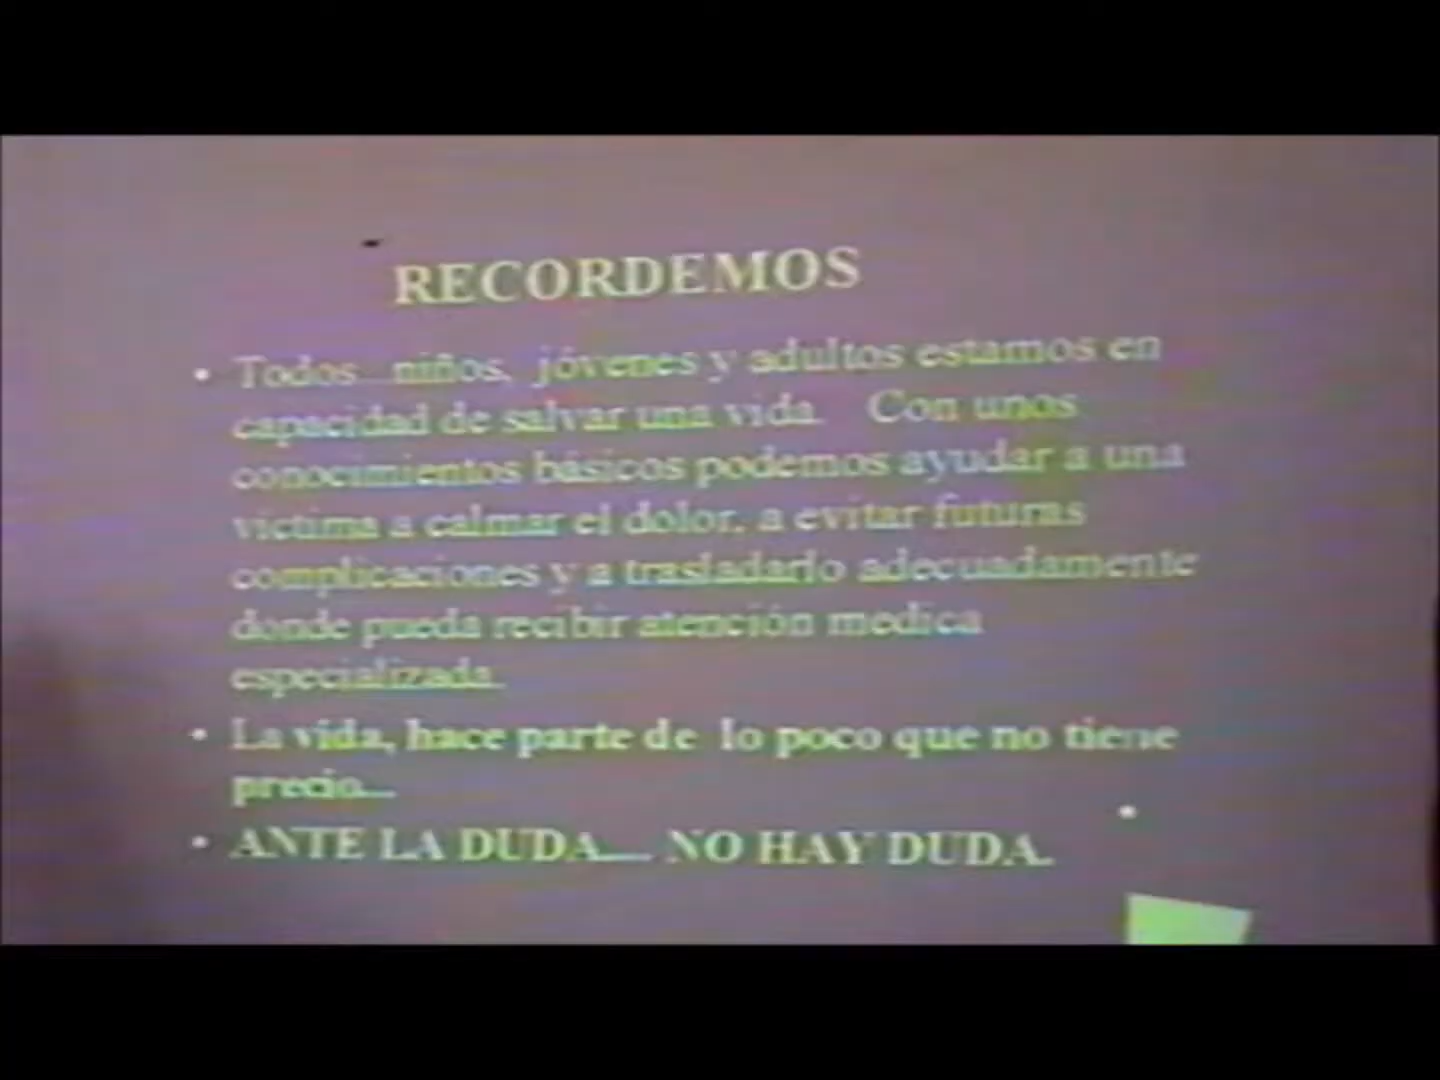 RECORDEMOS
• Todos...niños, jóvenes y adultos estamos en
capacidad de salvar una vida. Con unos
conocimientos básicos podemos ayudar a una
victima a calmar el dolor, a evitar futuras
complicaciones y a trasladarlo adecuadamente
donde pueda recibir atención medica
especializada.
• La vida, hace parte de lo poco que no tiene
precio...
• ANTE LA DUDA.... NO HAY DUDA.